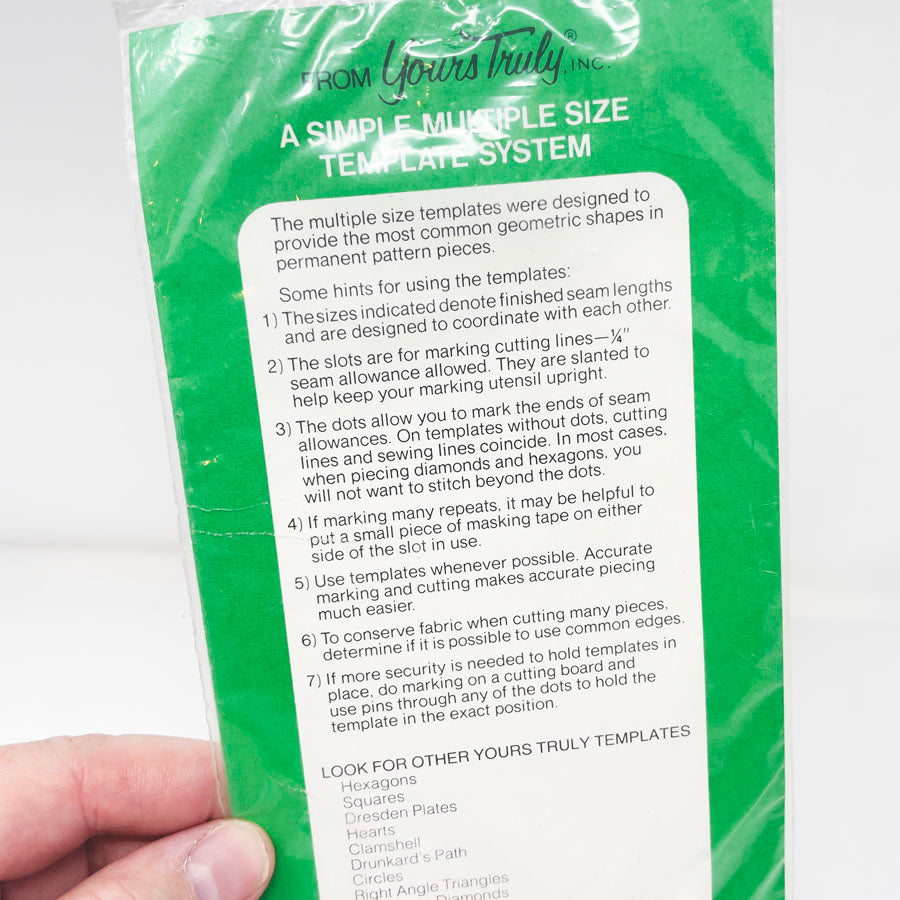 FROM Yours Truly®, INC.
A SIMPLE MULTIPLE SIZE
TEMPLATE SYSTEM
The multiple size templates were designed to
provide the most common geometric shapes in
permanent pattern pieces.
Some hints for using the templates:
1) The sizes indicated denote finished seam lengths
and are designed to coordinate with each other.
2) The slots are for marking cutting lines—¼"
seam allowance allowed. They are slanted to
help keep your marking utensil upright.
3) The dots allow you to mark the ends of seam
allowances. On templates without dots, cutting
lines and sewing lines coincide. In most cases,
when piecing diamonds and hexagons, you
will not want to stitch beyond the dots.
4) If marking many repeats, it may be helpful to
put a small piece of masking tape on either
side of the slot in use.
5) Use templates whenever possible. Accurate
marking and cutting makes accurate piecing
much easier.
6) To conserve fabric when cutting many pieces,
determine if it is possible to use common edges.
7) If more security is needed to hold templates in
place, do marking on a cutting board and
use pins through any of the dots to hold the
template in the exact position.
LOOK FOR OTHER YOURS TRULY TEMPLATES
Hexagons
Squares
Dresden Plates
Hearts
Clamshell
Drunkard's Path
Circles
Right Angle Triangles
Diamonds